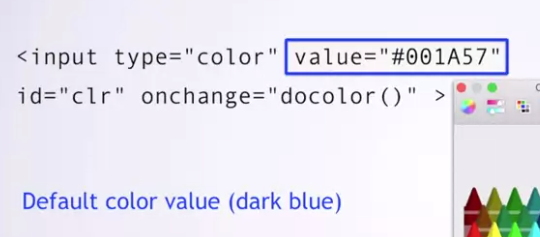 <input type="color" value="#001A57"
id="clr" onchange="docolor()" >
Default color value (dark blue)